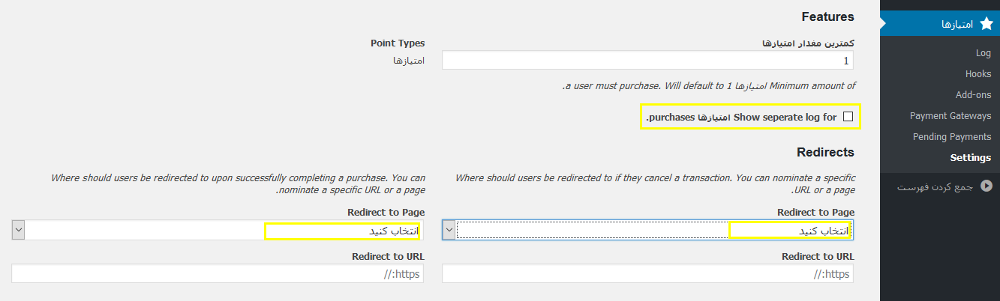 Features
کمترین مقدار امتیازها
1
Point Types
امتیازها
Minimum amount of امتیازها a user must purchase. Will default to 1.
Show seperate log for امتیازها purchases.
Redirects
Where should users be redirected to if they cancel a transaction. You can nominate a specific
URL or a page.
Redirect to Page
انتخاب کنید
Redirect to URL
https://
Where should users be redirected to upon successfully completing a purchase. You can
nominate a specific URL or a page.
Redirect to Page
انتخاب کنید
Redirect to URL
https://
امتیازها
Log
Hooks
Add-ons
Payment Gateways
Pending Payments
Settings
جمع کردن فهرست